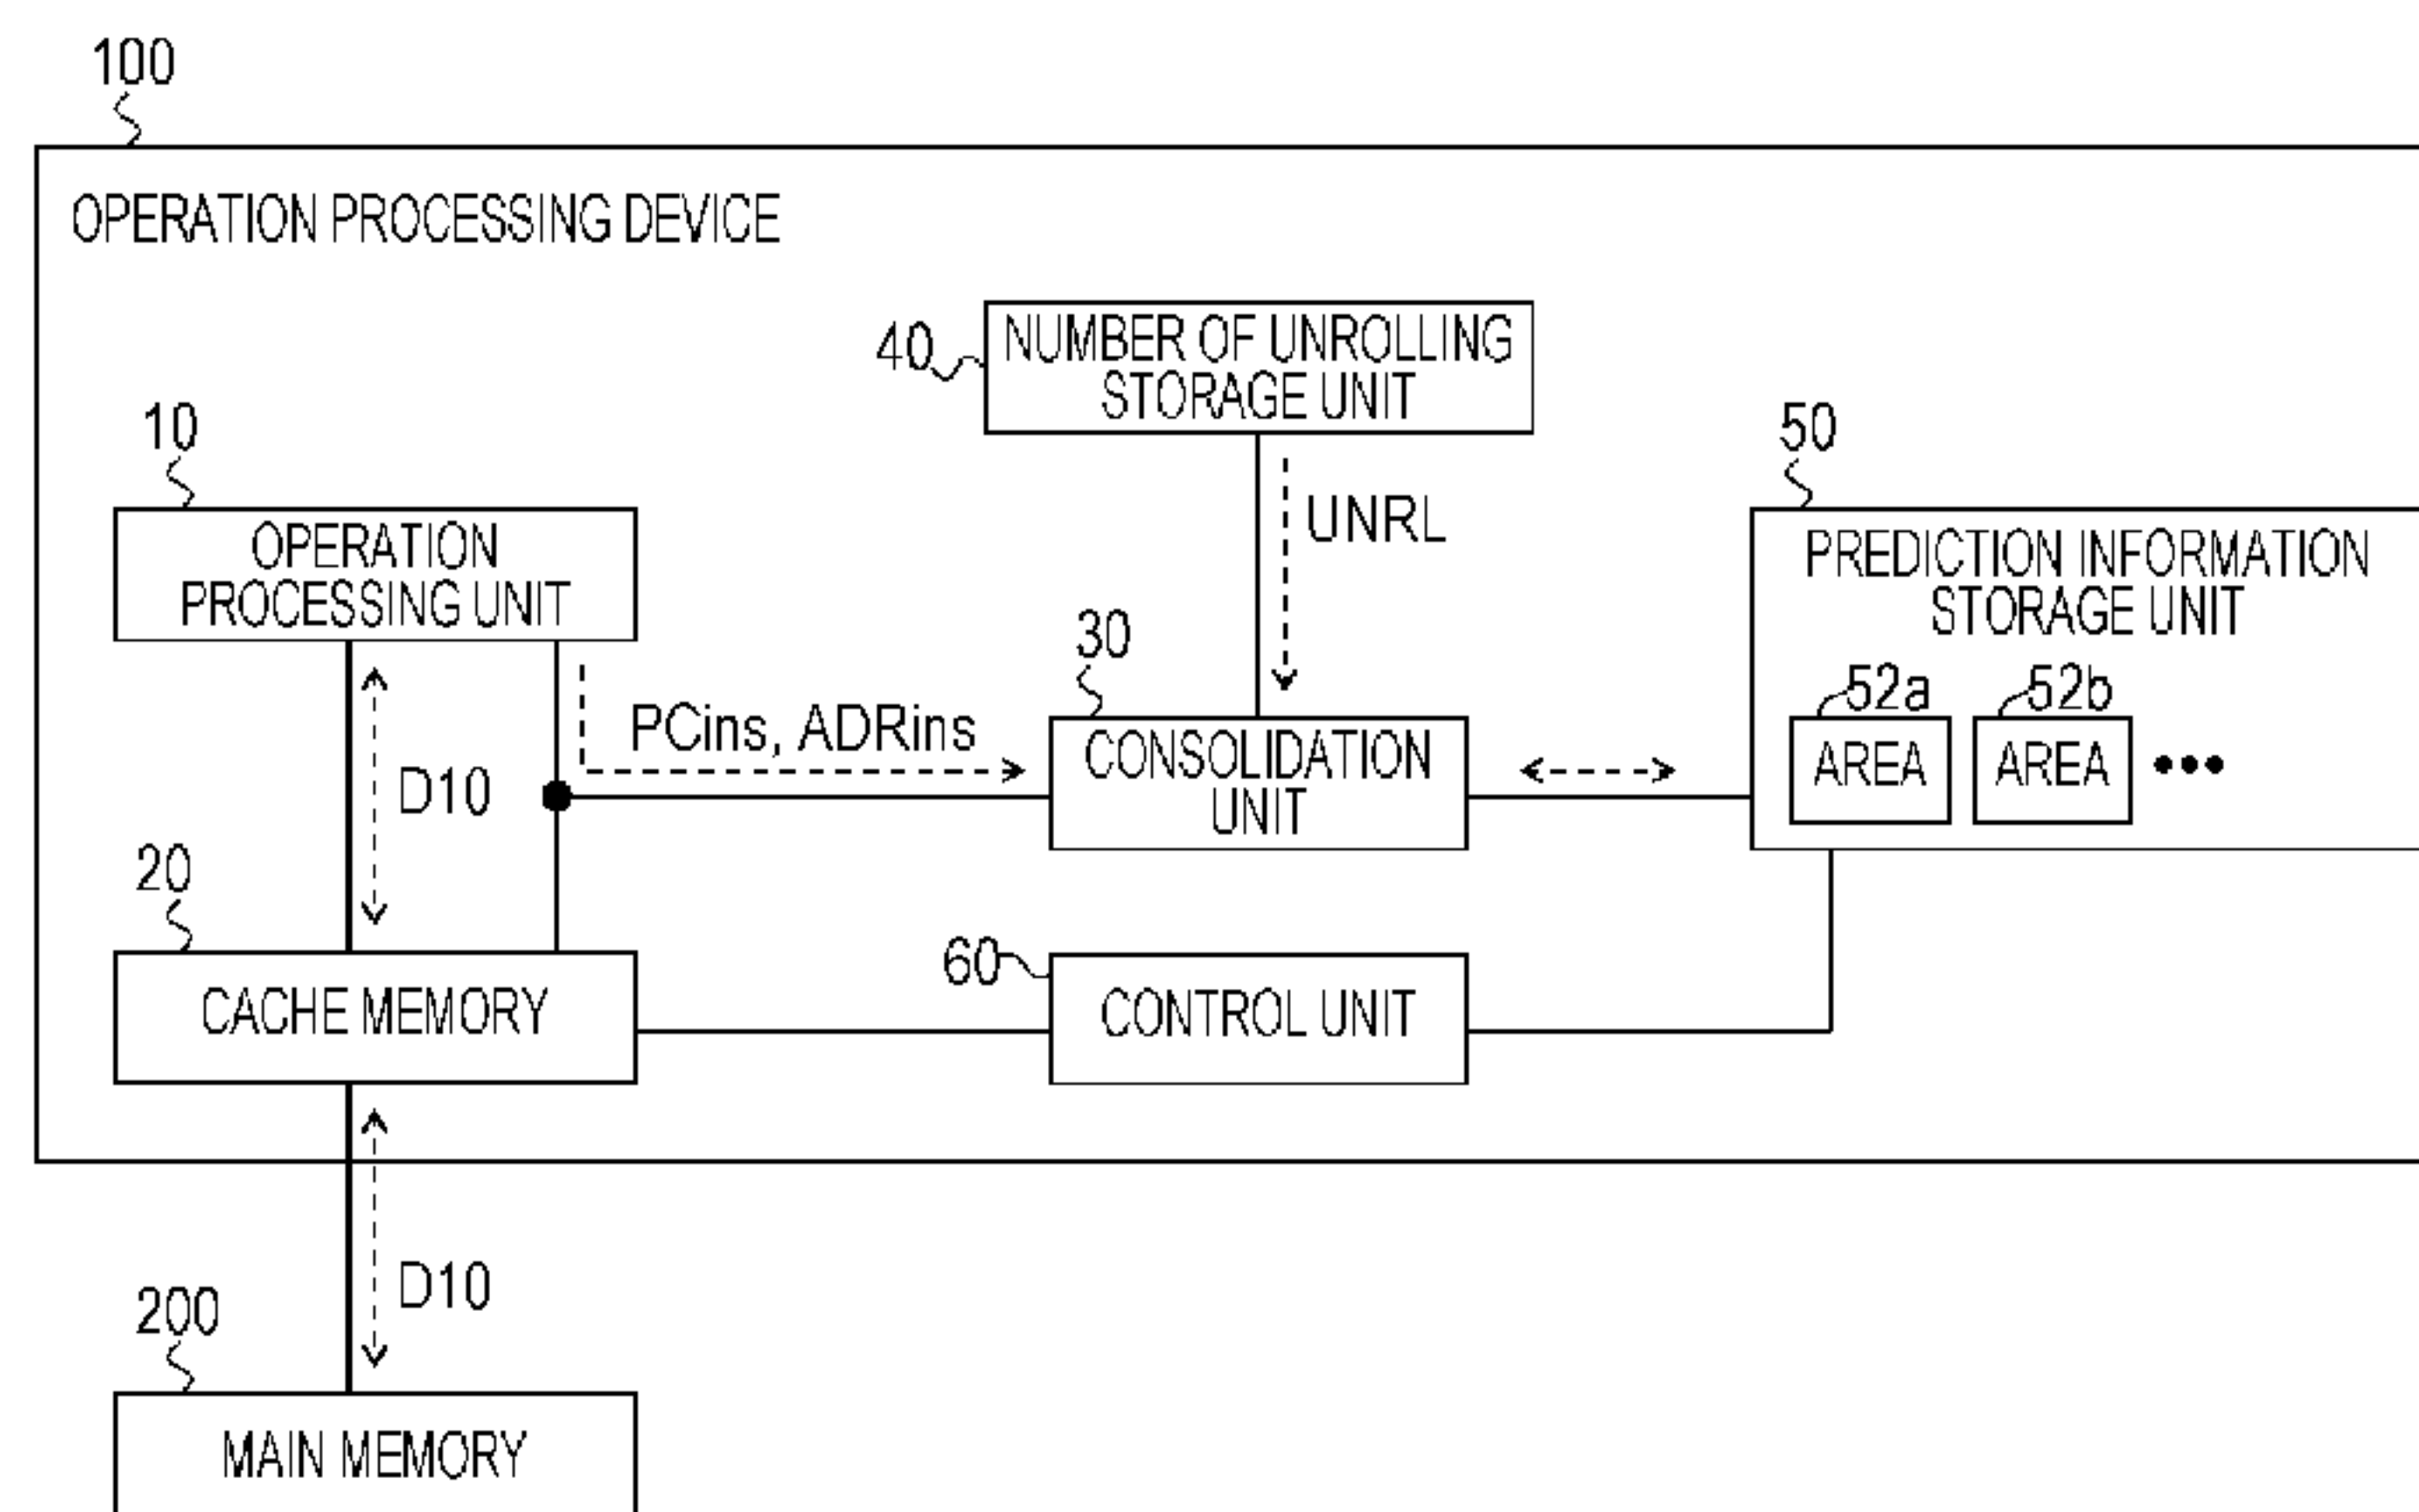 100
OPERATION PROCESSING DEVICE
40
NUMBER OF UNROLLING
STORAGE UNIT
10
OPERATION
PROCESSING UNIT
UNRL
50
PREDICTION INFORMATION
STORAGE UNIT
52a
AREA
52b
AREA
•••
30
CONSOLIDATION
UNIT
PCins, ADRins
D10
20
CACHE MEMORY
60
CONTROL UNIT
D10
200
MAIN MEMORY